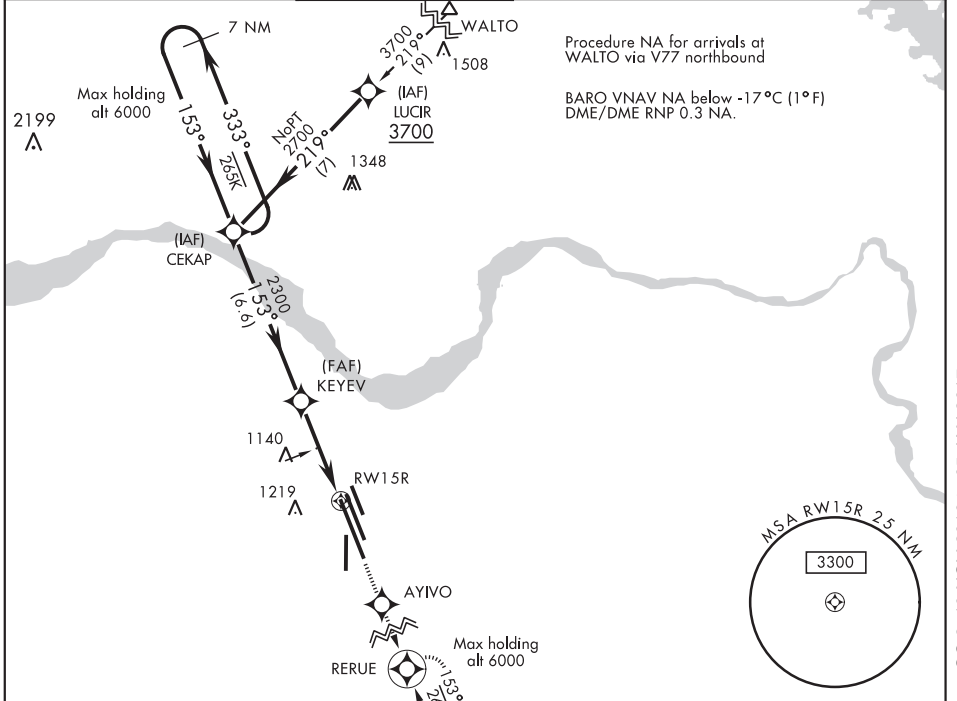 7 NM
WALTO
3700
219°
(9)
1508
Procedure NA for arrivals at
WALTO via V77 northbound
BARO VNAV NA below -17°C (1°F)
DME/DME RNP 0.3 NA.
Max holding
alt 6000
2199
153°
333°
265K
(IAF)
LUCIR
3700
NoPT
2700
219°
(7)
1348
(IAF)
CEKAP
2300
153°
(6.6)
(FAF)
KEYEV
1140
1219
RW15R
MSA RW15R 25 NM
3300
AYIVO
Max holding
alt 6000
RERUE
153°